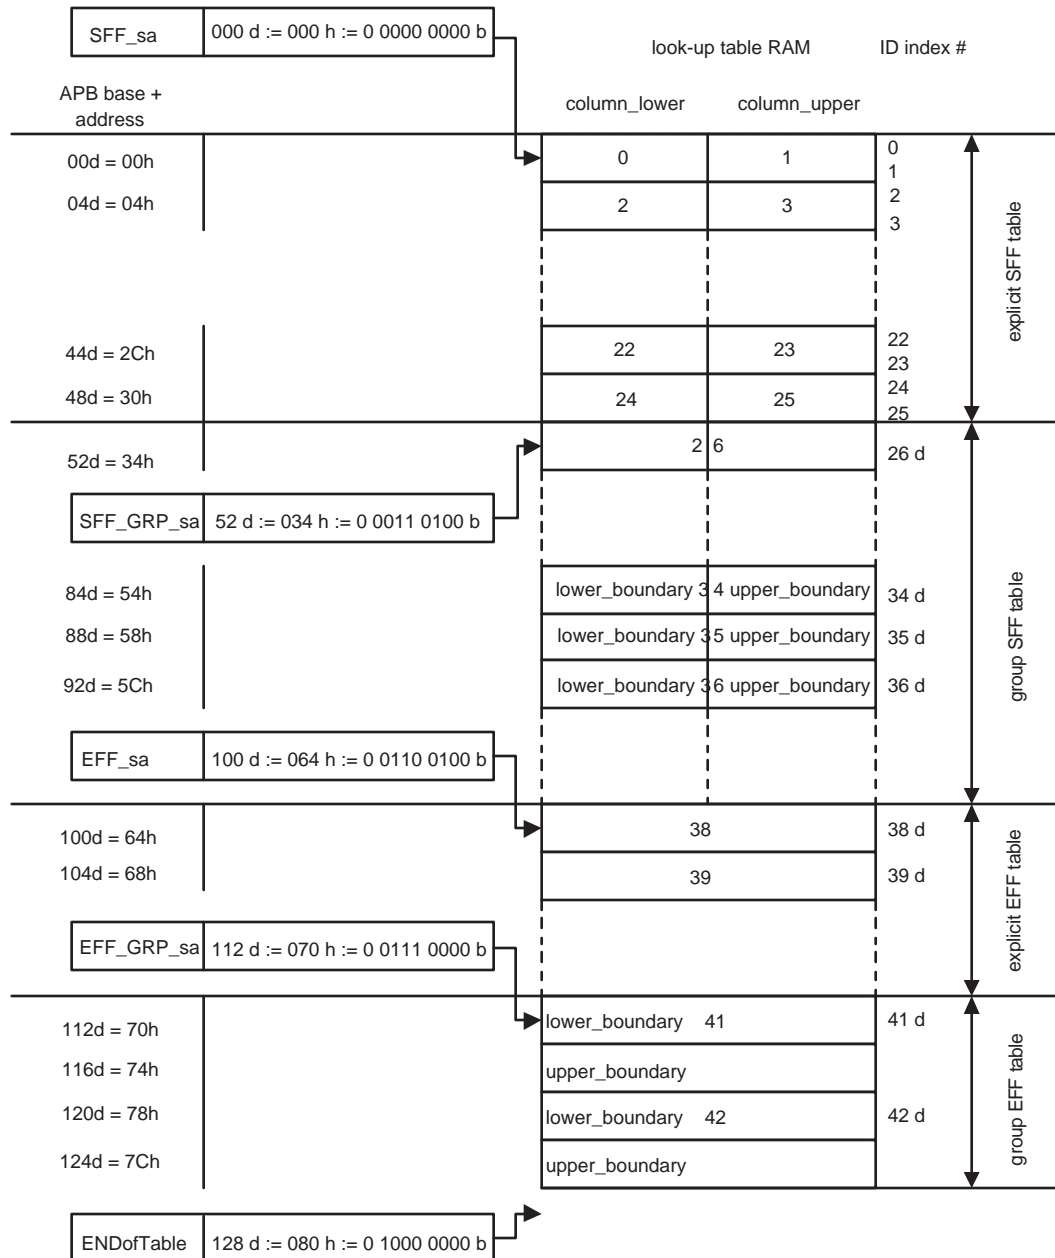 SFF_sa 000 d := 000 h := 0 0000 0000 b
look-up table RAM ID index #
APB base +
address
column_lower column_upper
00d = 00h 0 1 0
1
04d = 04h 2 3 2
3
explicit SFF table
44d = 2Ch 22 23 22
23
48d = 30h 24 25 24
25
52d = 34h 2 6 26 d
SFF_GRP_sa 52 d := 034 h := 0 0011 0100 b
84d = 54h lower_boundary 3 4 upper_boundary 34 d
88d = 58h lower_boundary 3 5 upper_boundary 35 d
92d = 5Ch lower_boundary 3 6 upper_boundary 36 d
group SFF table
EFF_sa 100 d := 064 h := 0 0110 0100 b
100d = 64h 38 38 d
104d = 68h 39 39 d
explicit EFF table
EFF_GRP_sa 112 d := 070 h := 0 0111 0000 b
112d = 70h lower_boundary 41 41 d
116d = 74h upper_boundary
120d = 78h lower_boundary 42 42 d
124d = 7Ch upper_boundary
group EFF table
ENDofTable 128 d := 080 h := 0 1000 0000 b